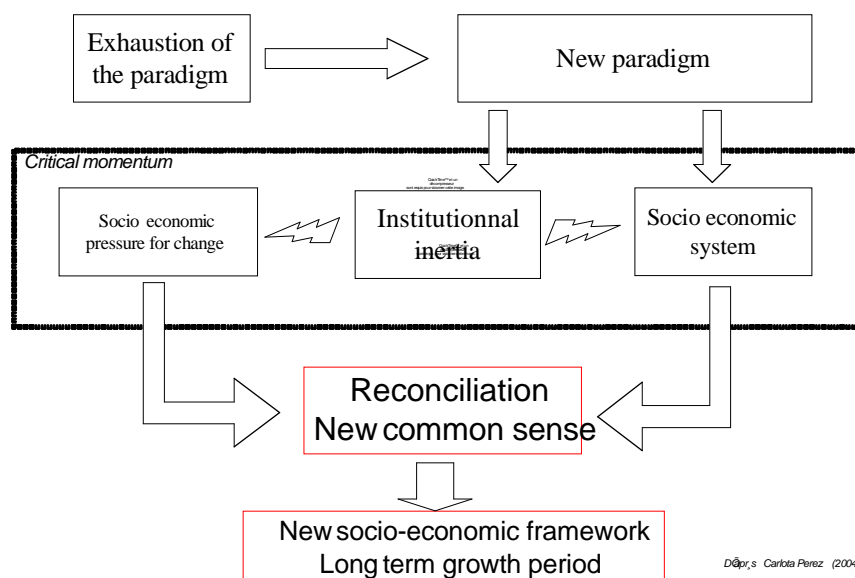 Exhaustion of
the paradigm
New paradigm
Critical momentum
Socio economic
pressure for change
Institutionnal
inertia
Socio economic
system
Reconciliation
New common sense
New socio-economic framework
Long term growth period
Carlota Perez (2004